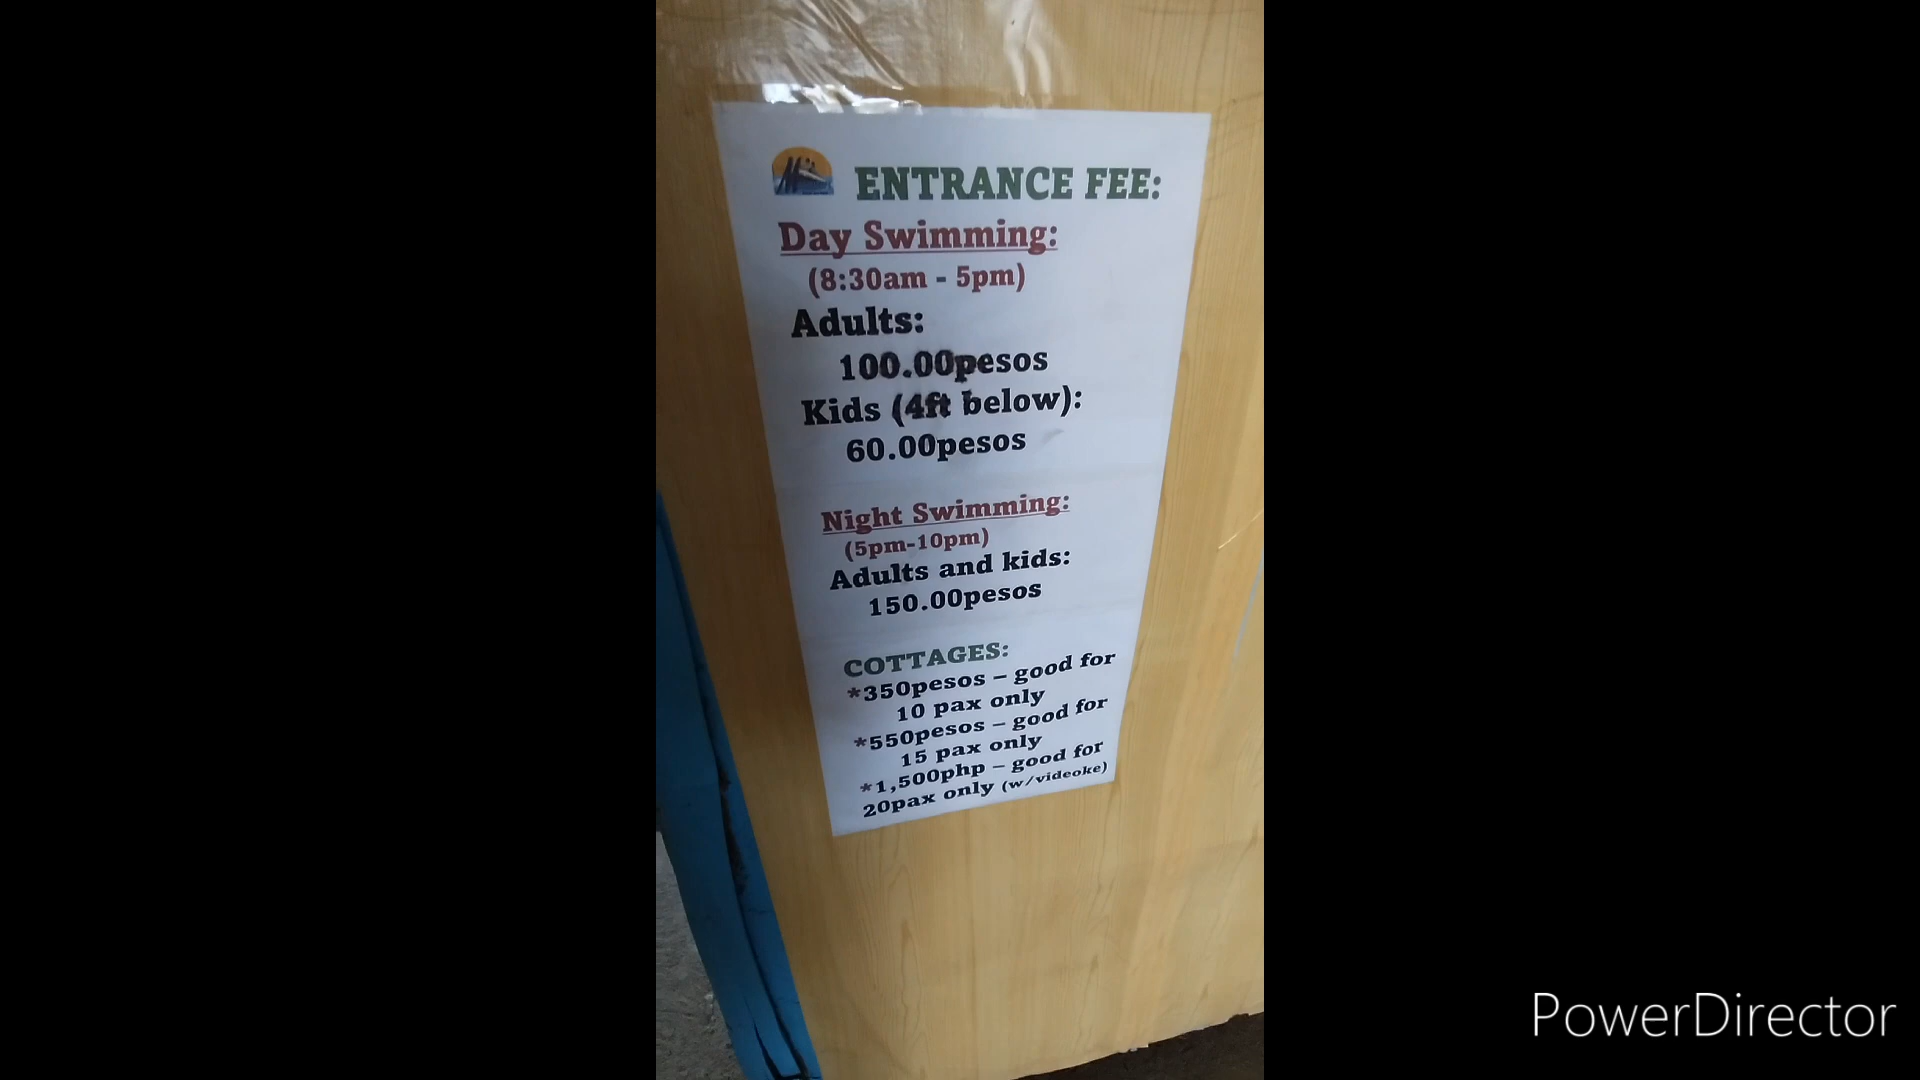 ENTRANCE FEE:
Day Swimming:
(8:30am - 5pm)
Adults:
100.00pesos
Kids (4ft below):
60.00pesos
Night Swimming:
(5pm-10pm)
Adults and kids:
150.00pesos
COTTAGES:
*350pesos – good for
10 pax only
*550pesos – good for
15 pax only
*1,500php – good for
20pax only (w/videoke)
PowerDirector